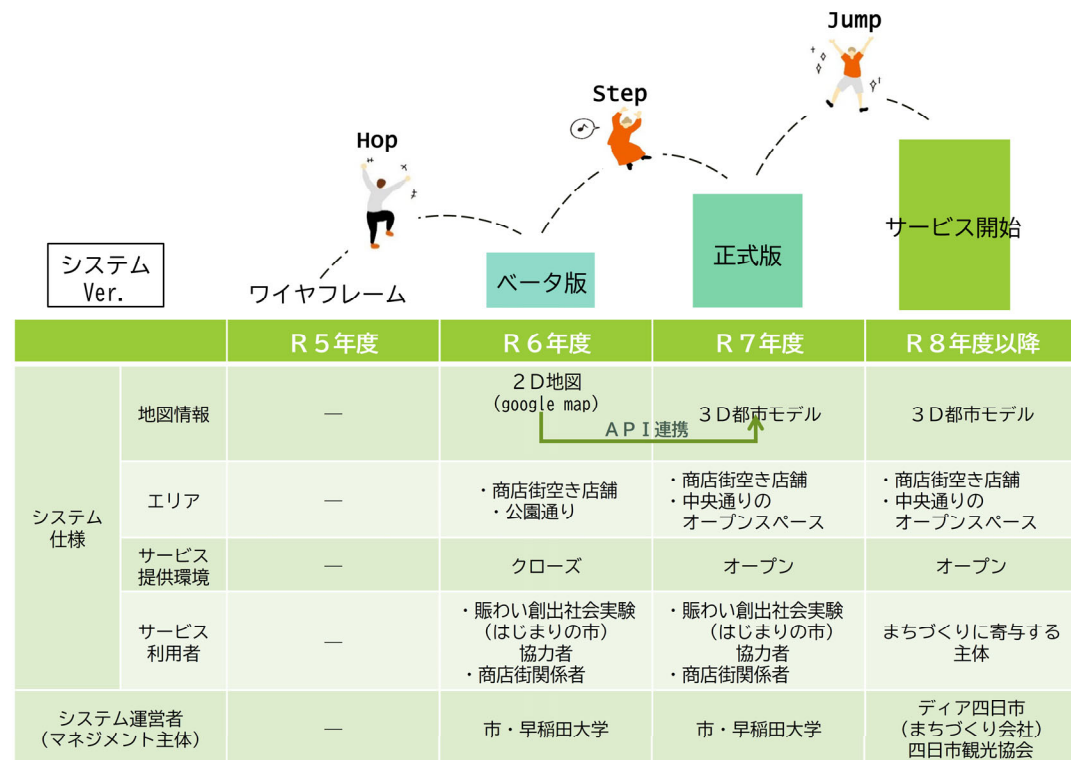 Jump
Step
Hop
システム
Ver.
ワイヤフレーム
ベータ版
正式版
サービス開始
R5年度
R6年度
R7年度
R8年度以降
システム
仕様
地図情報
―
2D地図
(google map)
API連携
3D都市モデル
3D都市モデル
エリア
―
・商店街空き店舗
・公園通り
・商店街空き店舗
・中央通りの
オープンスペース
・商店街空き店舗
・中央通りの
オープンスペース
サービス
提供環境
―
クローズ
オープン
オープン
サービス
利用者
―
・賑わい創出社会実験
(はじまりの市)
協力者
・商店街関係者
・賑わい創出社会実験
(はじまりの市)
協力者
・商店街関係者
まちづくりに寄与する
主体
システム運営者
(マネジメント主体)
―
市・早稲田大学
市・早稲田大学
ディア四日市
(まちづくり会社)
四日市観光協会